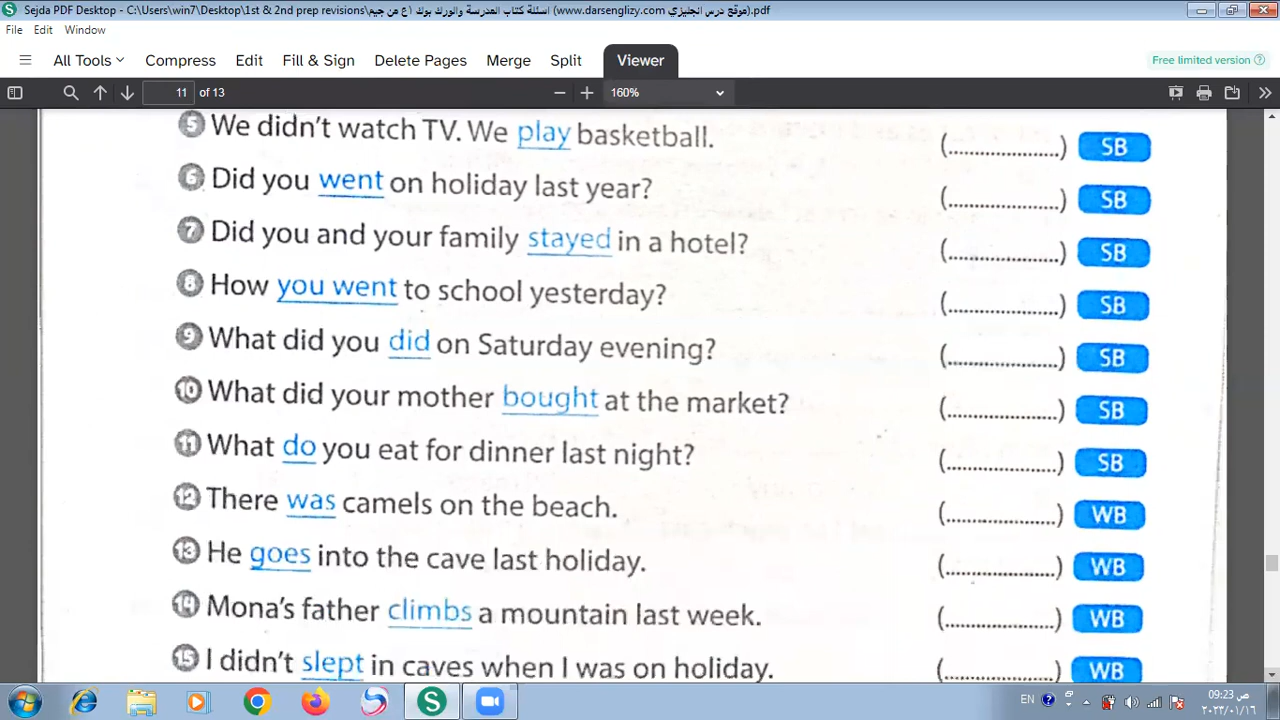 Sejda PDF Desktop - C:\Users\win7\Desktop\1st & 2nd prep revisions\اسئلة كتاب المدرسة والورك بوك (ع من جيم (www.darsenglizy.com موقع درس انجليزي).pdf
File Edit Window
All Tools Compress Edit Fill & Sign Delete Pages Merge Split Viewer Free limited version
11 of 13 160%
5 We didn't watch TV. We play basketball. (....................) SB
6 Did you went on holiday last year? (....................) SB
7 Did you and your family stayed in a hotel? (....................) SB
8 How you went to school yesterday? (....................) SB
9 What did you did on Saturday evening? (....................) SB
10 What did your mother bought at the market? (....................) SB
11 What do you eat for dinner last night? (....................) SB
12 There was camels on the beach. (....................) WB
13 He goes into the cave last holiday. (....................) WB
14 Mona's father climbs a mountain last week. (....................) WB
15 I didn't slept in caves when I was on holiday. (....................) WB
EN 09:23 ص
٢٠٢٣/٠١/١٦